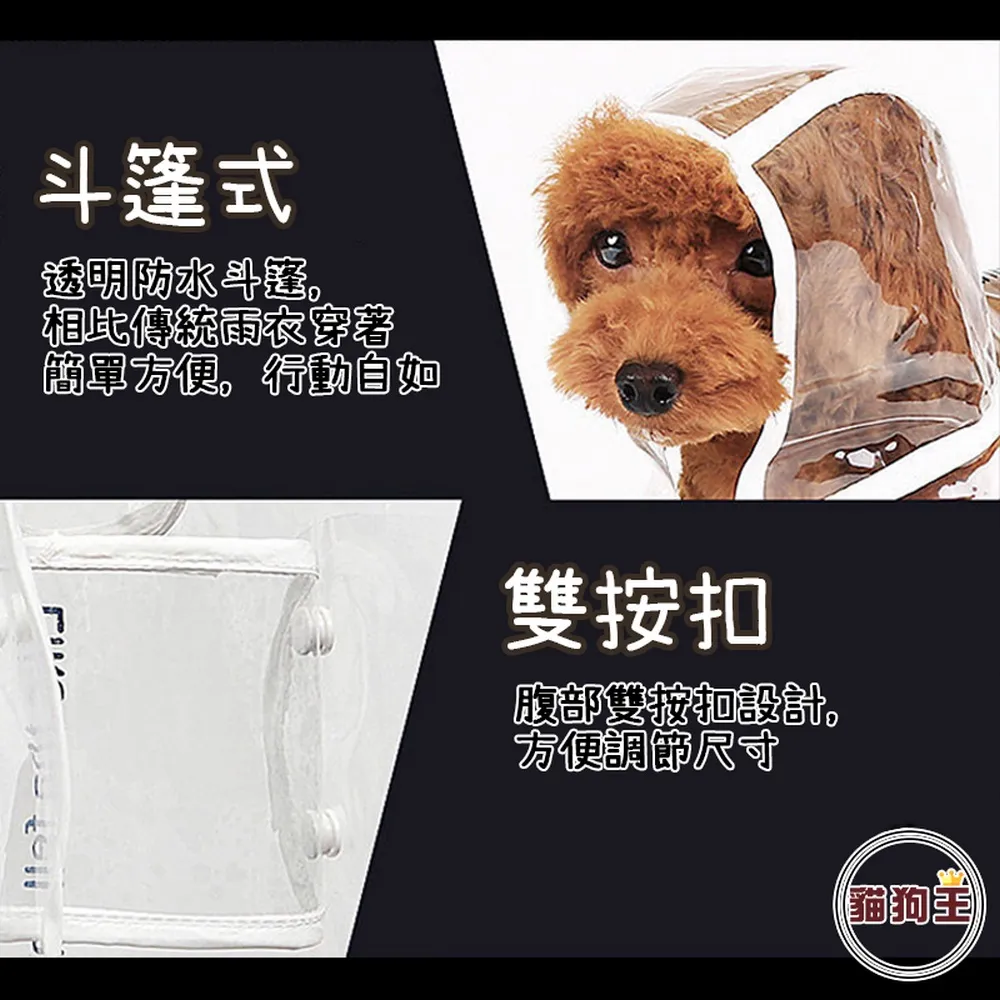 斗篷式
透明防水斗篷,
相比傳統雨衣穿著
簡單方便, 行動自如
雙按扣
腹部雙按扣設計,
方便調節尺寸
貓狗王